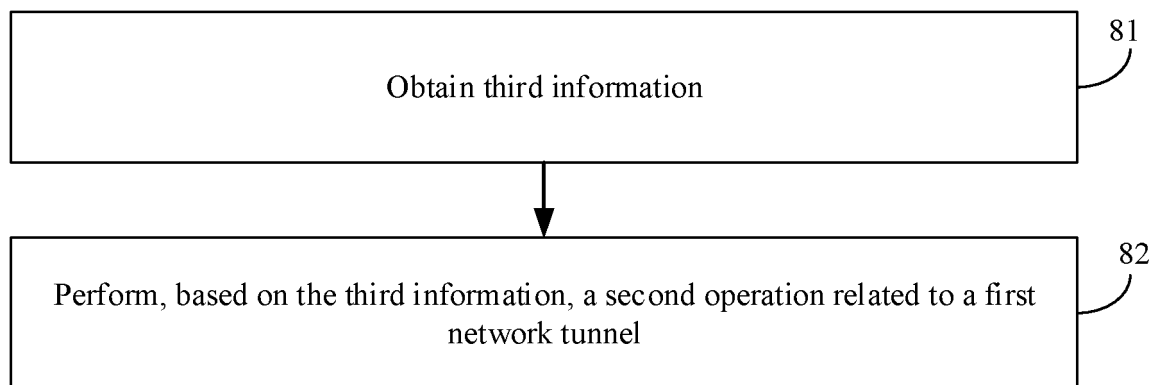 81
Obtain third information
82
Perform, based on the third information, a second operation related to a first
network tunnel